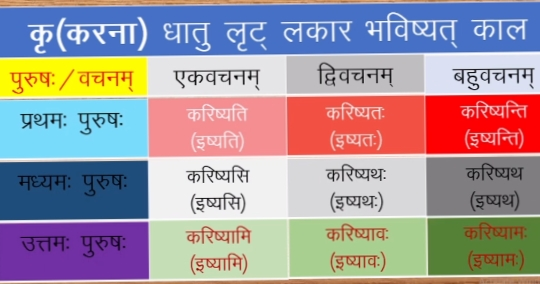 कृ(करना) धातु लृट् लकार भविष्यत् काल
पुरुषः/वचनम् एकवचनम् द्विवचनम् बहुवचनम्
प्रथमः पुरुषः करिष्यति करिष्यतः करिष्यन्ति
(इष्यति) (इष्यतः) (इष्यन्ति)
मध्यमः पुरुषः करिष्यसि करिष्यथः करिष्यथ
(इष्यसि) (इष्यथः) (इष्यथ)
उत्तमः पुरुषः करिष्यामि करिष्यावः करिष्यामः
(इष्यामि) (इष्यावः) (इष्यामः)